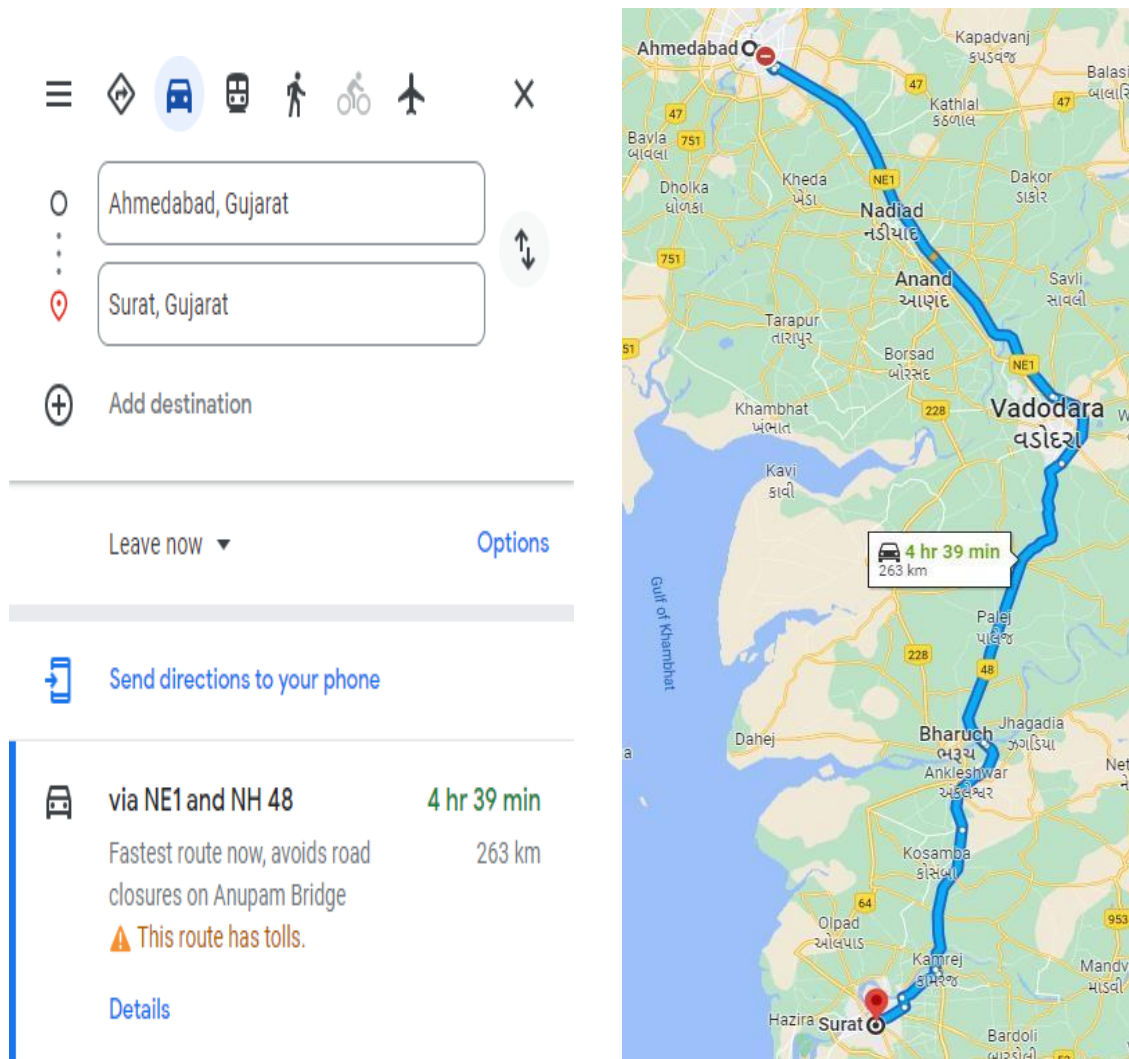 Ahmedabad, Gujarat
Surat, Gujarat
Add destination
Leave now
Options
Send directions to your phone
via NE1 and NH 48
4 hr 39 min
Fastest route now, avoids road
263 km
closures on Anupam Bridge
This route has tolls.
Details
Kapadvanj
કપડવંજ
Ahmedabad
Balasi
47
Kathlal
કઠલાલ
47
47
Bavla
બાવલા
751
Dholka
ધોળકા
Kheda
ખેડા
NE1
Dakor
ડાકોર
Nadiad
નડીયાદ
751
Anand
આણંદ
Savli
સાવલી
Tarapur
તારાપુર
51
Borsad
બોરસદ
NE1
Khambhat
ખંભાત
228
Vadodara
વડોદરા
W
Kavi
કાવી
4 hr 39 min
263 km
Gulf of Khambhat
Palej
પાલેજ
228
48
Jhagadia
ઝગડિયા
Bharuch
ભરૂચ
Dahej
a
Ankleshwar
અંકલેશ્વર
Net
Kosamba
કોસંબા
64
Olpad
ઓલપાડ
953
Kamrej
કામરેજ
Mandv
માંડવી
Hazira
Surat
Bardoli
બારડોલી